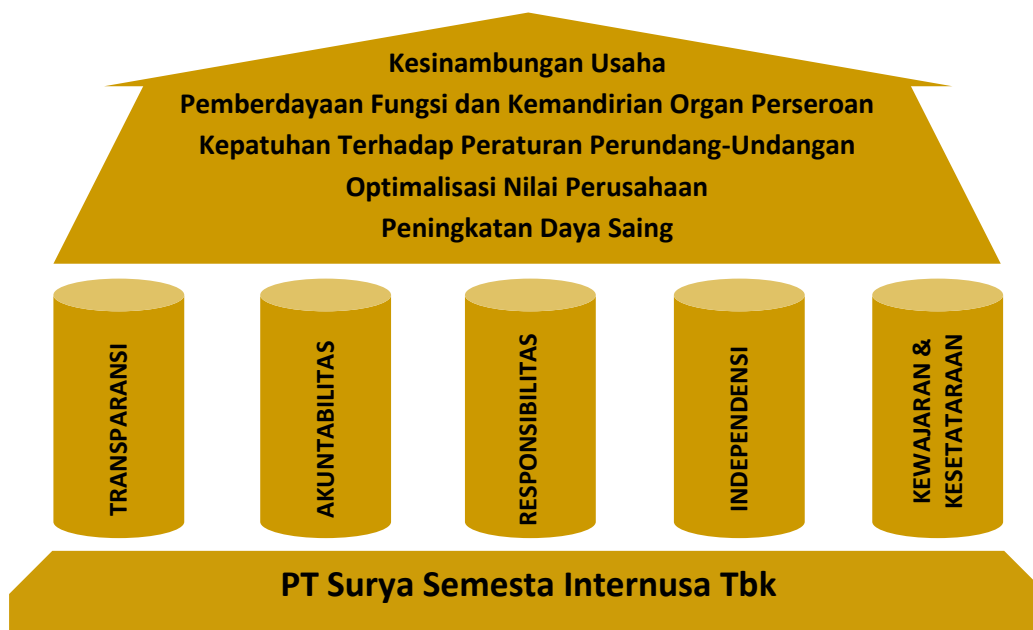 Kesinambungan Usaha
Pemberdayaan Fungsi dan Kemandirian Organ Perseroan
Kepatuhan Terhadap Peraturan Perundang-Undangan
Optimalisasi Nilai Perusahaan
Peningkatan Daya Saing
TRANSPARANSI
AKUNTABILITAS
RESPONSIBILITAS
INDEPENDENSI
KEWAJARAN &
KESETATARAAN
PT Surya Semesta Internusa Tbk